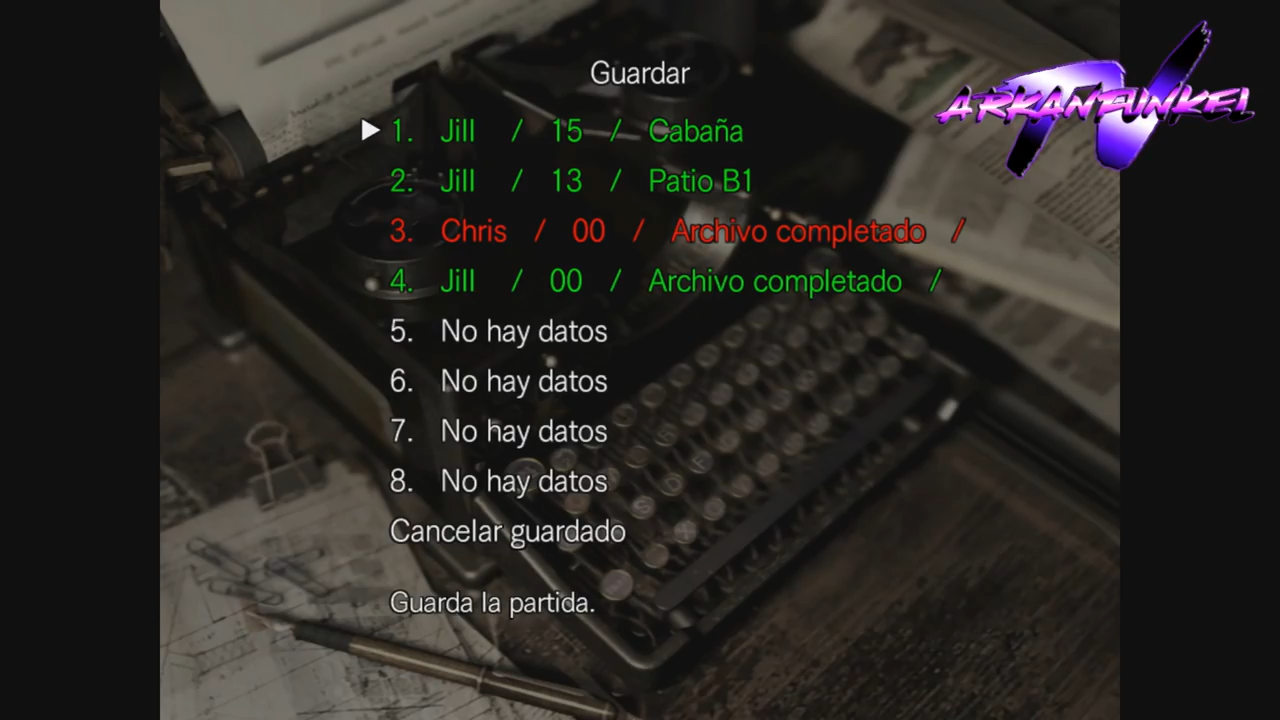 Guardar
ARKANFUNKEL
TV
1. Jill / 15 / Cabaña
2. Jill / 13 / Patio B1
3. Chris / 00 / Archivo completado /
4. Jill / 00 / Archivo completado /
5. No hay datos
6. No hay datos
7. No hay datos
8. No hay datos
Cancelar guardado
Guarda la partida.